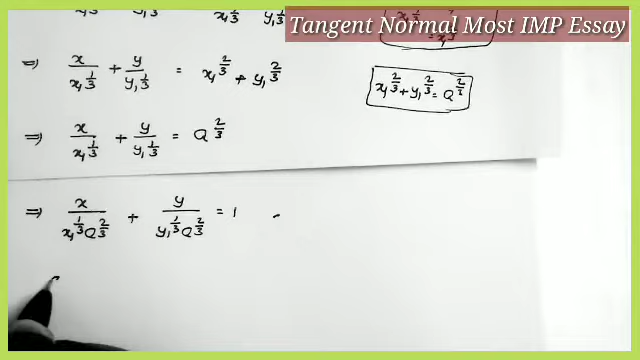 Tangent Normal Most IMP Essay
⇒ x/x₁^(1/3) + y/y₁^(1/3) = x₁^(2/3) + y₁^(2/3)
x₁^(2/3) + y₁^(2/3) = a^(2/3)
⇒ x/x₁^(1/3) + y/y₁^(1/3) = a^(2/3)
⇒ x/(x₁^(1/3) a^(2/3)) + y/(y₁^(1/3) a^(2/3)) = 1